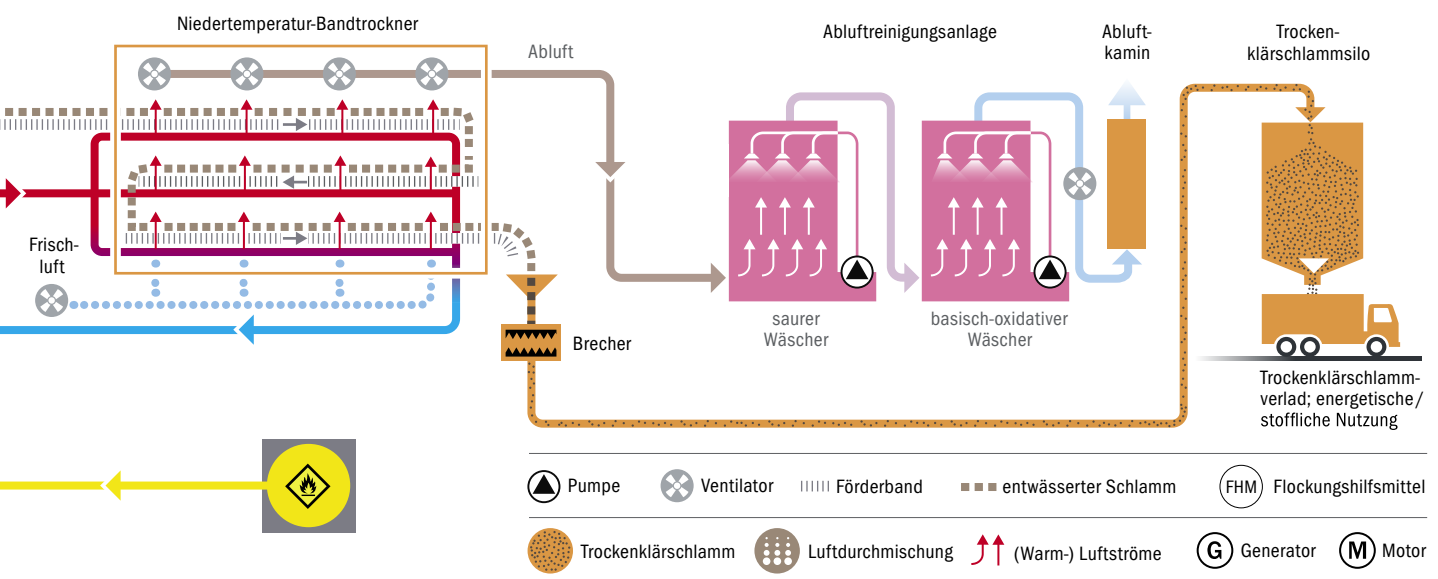 Niedertemperatur-Bandtrockner
Abluft
Abluftreinigungsanlage
Abluft-
kamin
Trocken-
klärschlammsilo
Frisch-
luft
saurer
Wäscher
basisch-oxidativer
Wäscher
Brecher
Trockenklärschlamm-
verlad; energetische/
stoffliche Nutzung
Pumpe
Ventilator
Förderband
entwässerter Schlamm
FHM
Flockungshilfsmittel
Trockenklärschlamm
Luftdurchmischung
(Warm-) Luftströme
G
Generator
M
Motor